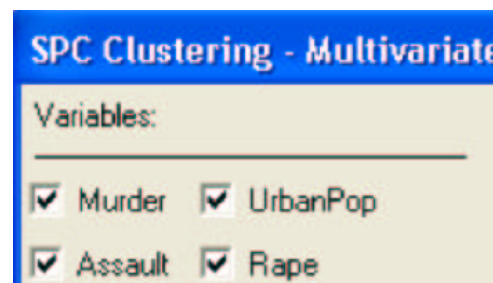 SPC Clustering - Multivariate
Variables:
Murder UrbanPop
Assault Rape